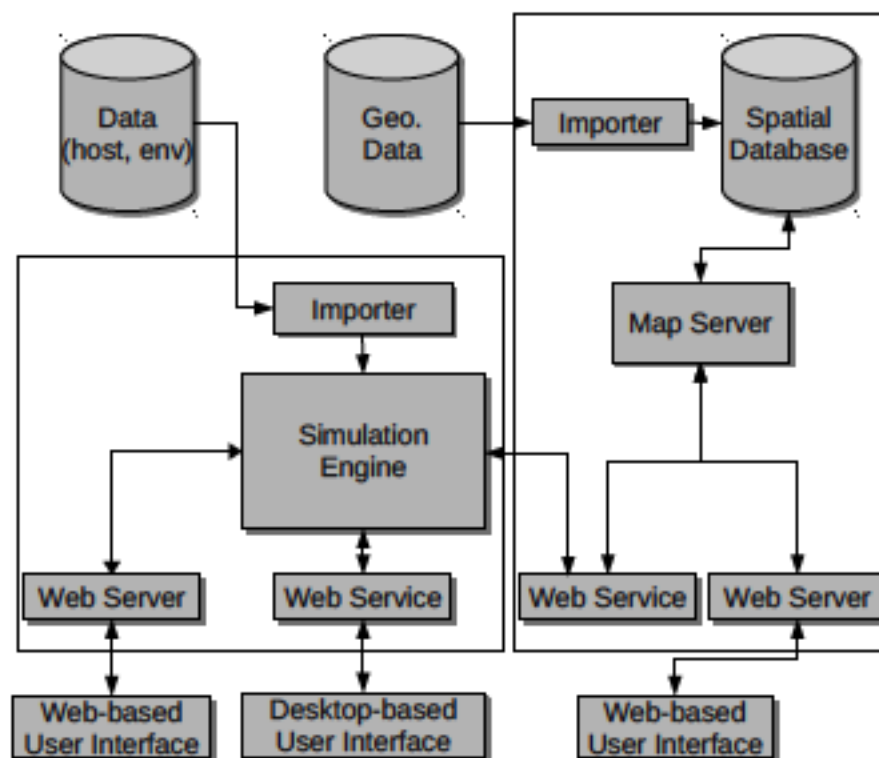 Data
(host, env)
Geo.
Data
Importer
Spatial
Database
Importer
Map Server
Simulation
Engine
Web Server
Web Service
Web Service
Web Server
Web-based
User Interface
Desktop-based
User Interface
Web-based
User Interface